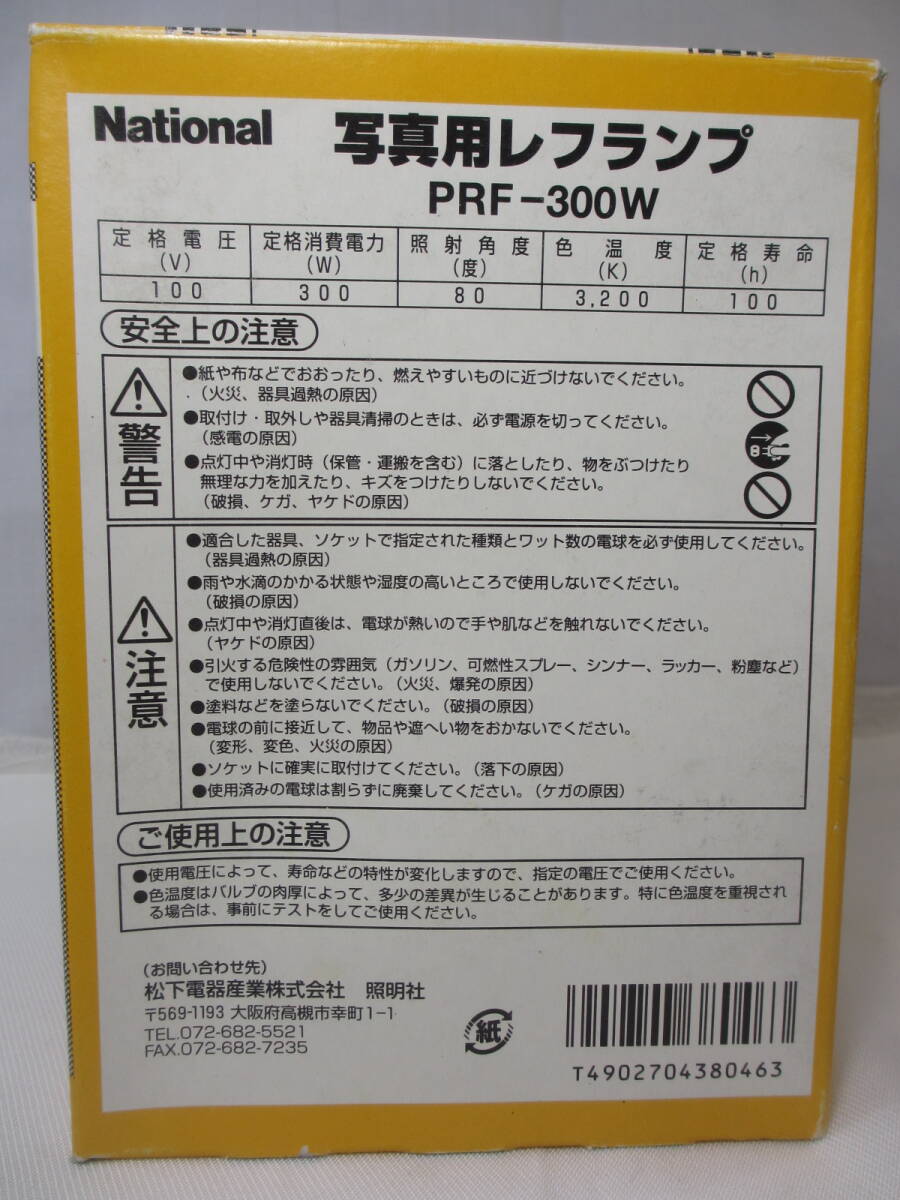 National 写真用レフランプ
PRF-300W
定格電圧 (V) 定格消費電力 (W) 照射角度 (度) 色温度 (K) 定格寿命 (h)
100 300 80 3,200 100
安全上の注意
警告
●紙や布などでおおったり、燃えやすいものに近づけないでください。
(火災、器具過熱の原因)
●取付け・取外しや器具清掃のときは、必ず電源を切ってください。
(感電の原因)
●点灯中や消灯時(保管・運搬を含む)に落としたり、物をぶつけたり
無理な力を加えたり、キズをつけたりしないでください。
(破損、ケガ、ヤケドの原因)
注意
●適合した器具、ソケットで指定された種類とワット数の電球を必ず使用してください。
(器具過熱の原因)
●雨や水滴のかかる状態や湿度の高いところで使用しないでください。
(破損の原因)
●点灯中や消灯直後は、電球が熱いので手や肌などを触れないでください。
(ヤケドの原因)
●引火する危険性の雰囲気(ガソリン、可燃性スプレー、シンナー、ラッカー、粉塵など)
で使用しないでください。(火災、爆発の原因)
●塗料などを塗らないでください。(破損の原因)
●電球の前に接近して、物品や遮へい物をおかないでください。
(変形、変色、火災の原因)
●ソケットに確実に取付けてください。(落下の原因)
●使用済みの電球は割らずに廃棄してください。(ケガの原因)
ご使用上の注意
●使用電圧によって、寿命などの特性が変化しますので、指定の電圧でご使用ください。
●色温度はバルブの肉厚によって、多少の差異が生じることがあります。特に色温度を重視され
る場合は、事前にテストをしてご使用ください。
(お問い合わせ先)
松下電器産業株式会社 照明社
〒569-1193 大阪府高槻市幸町1-1
TEL.072-682-5521
FAX.072-682-7235
紙
T4902704380463